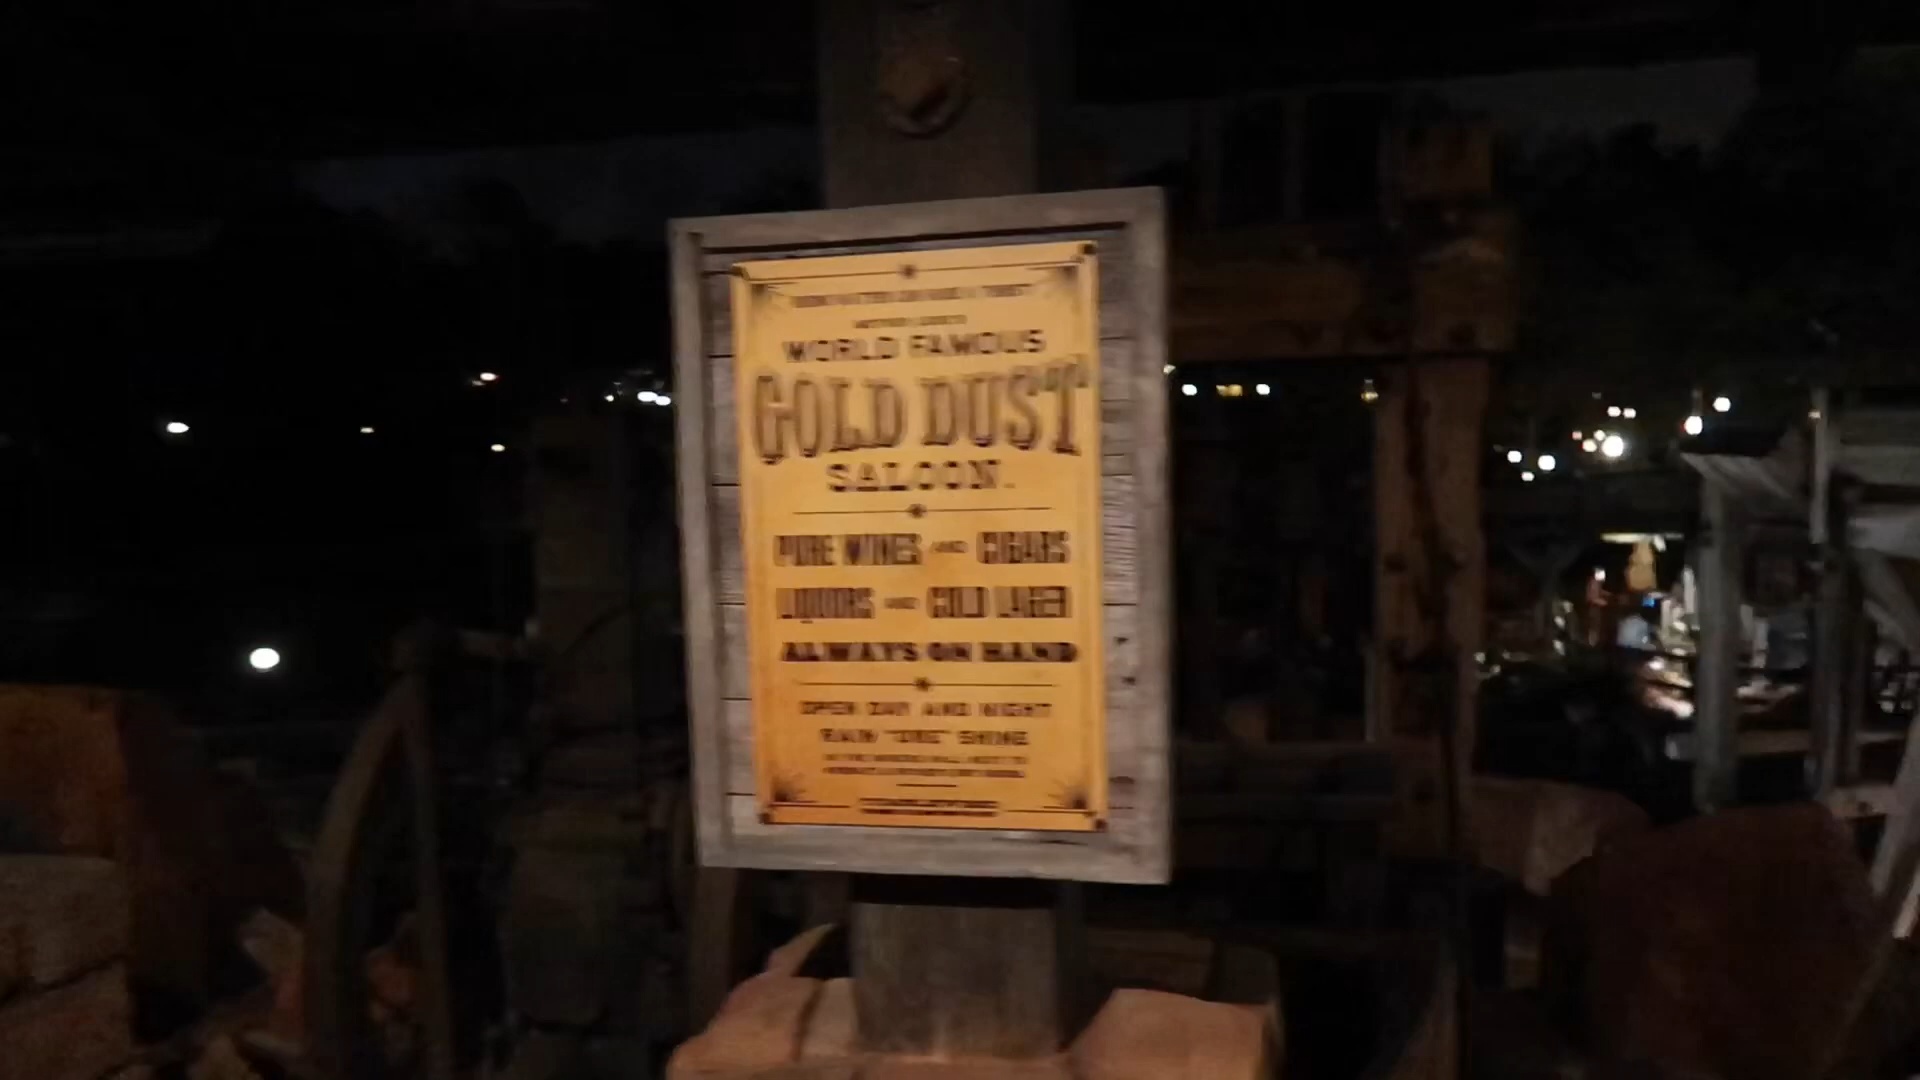 WORLD FAMOUS
GOLD DUST
SALOON.
PURE WINES AND CIGARS
LIQUORS AND COLD LAGER
ALWAYS ON HAND
OPEN DAY AND NIGHT
RAIN "ORE" SHINE